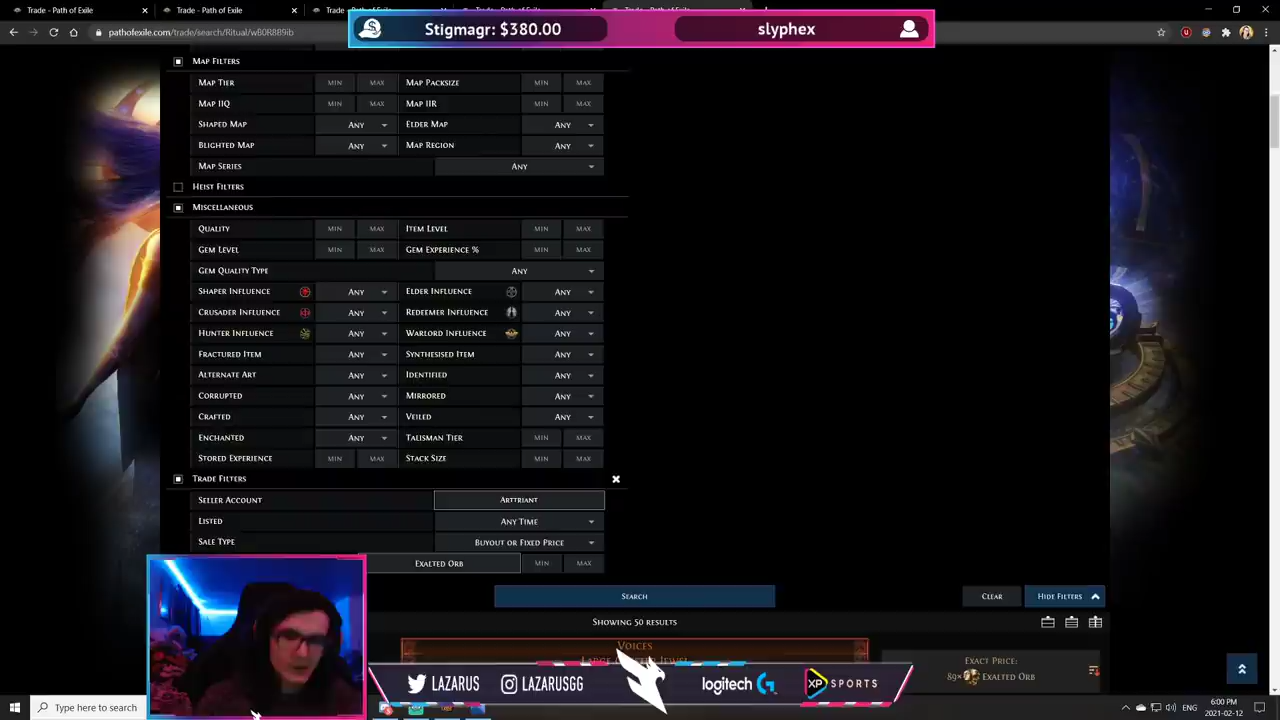 Trade - Path of Exile
Trade - Path of Exile
Stigmagr: $380.00
slyphex
pathofexile.com/trade/search/Ritual/wB0R8B9ib
Map Filters
Map Tier MIN MAX Map Packsize MIN MAX
Map IIQ MIN MAX Map IIR MIN MAX
Shaped Map Any Elder Map Any
Blighted Map Any Map Region Any
Map Series Any
Heist Filters
Miscellaneous
Quality MIN MAX Item Level MIN MAX
Gem Level MIN MAX Gem Experience % MIN MAX
Gem Quality Type Any
Shaper Influence Any Elder Influence Any
Crusader Influence Any Redeemer Influence Any
Hunter Influence Any Warlord Influence Any
Fractured Item Any Synthesised Item Any
Alternate Art Any Identified Any
Corrupted Any Mirrored Any
Crafted Any Veiled Any
Enchanted Any Talisman Tier MIN MAX
Stored Experience MIN MAX Stack Size MIN MAX
Trade Filters
Seller Account Arttriant
Listed Any Time
Sale Type Buyout or Fixed Price
Exalted Orb MIN MAX
Search Clear Hide Filters
Showing 50 results
Voices
Large Cluster Jewel
Exact Price:
89× Exalted Orb
LAZARUS LAZARUSGG logitech G XP SPORTS
Type here to search
ENG
6:00 PM
2021-02-12